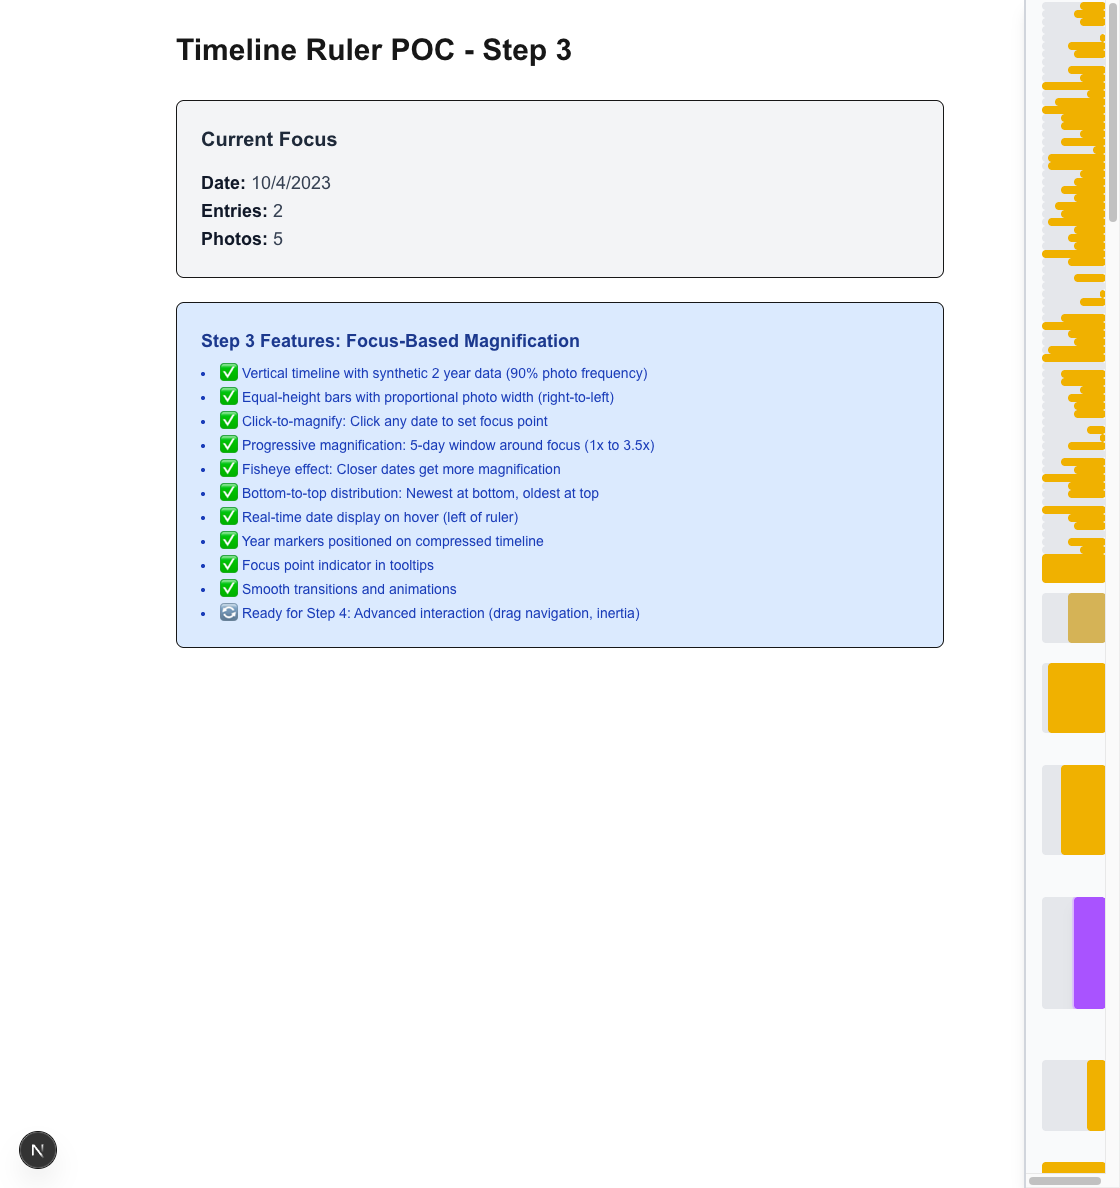 Timeline Ruler POC - Step 3
Current Focus
Date: 10/4/2023
Entries: 2
Photos: 5
Step 3 Features: Focus-Based Magnification
• ✅ Vertical timeline with synthetic 2 year data (90% photo frequency)
• ✅ Equal-height bars with proportional photo width (right-to-left)
• ✅ Click-to-magnify: Click any date to set focus point
• ✅ Progressive magnification: 5-day window around focus (1x to 3.5x)
• ✅ Fisheye effect: Closer dates get more magnification
• ✅ Bottom-to-top distribution: Newest at bottom, oldest at top
• ✅ Real-time date display on hover (left of ruler)
• ✅ Year markers positioned on compressed timeline
• ✅ Focus point indicator in tooltips
• ✅ Smooth transitions and animations
• 🔄 Ready for Step 4: Advanced interaction (drag navigation, inertia)
N